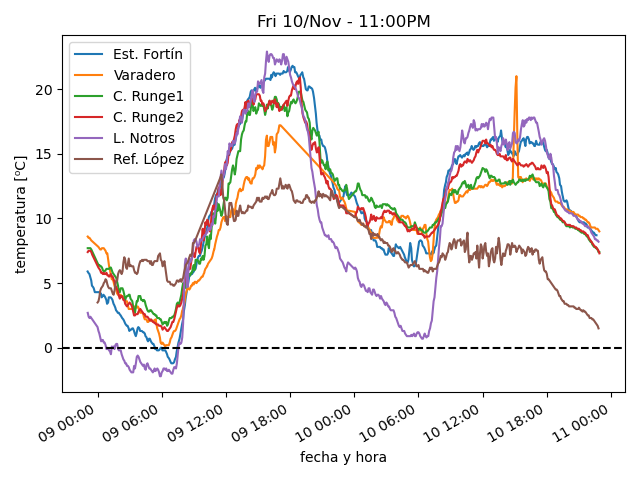 Fri 10/Nov - 11:00PM
Est. Fortín
Varadero
C. Runge1
C. Runge2
L. Notros
Ref. López
temperatura [ºC]
20
15
10
5
0
09 00:00
09 06:00
09 12:00
09 18:00
10 00:00
10 06:00
10 12:00
10 18:00
11 00:00
fecha y hora